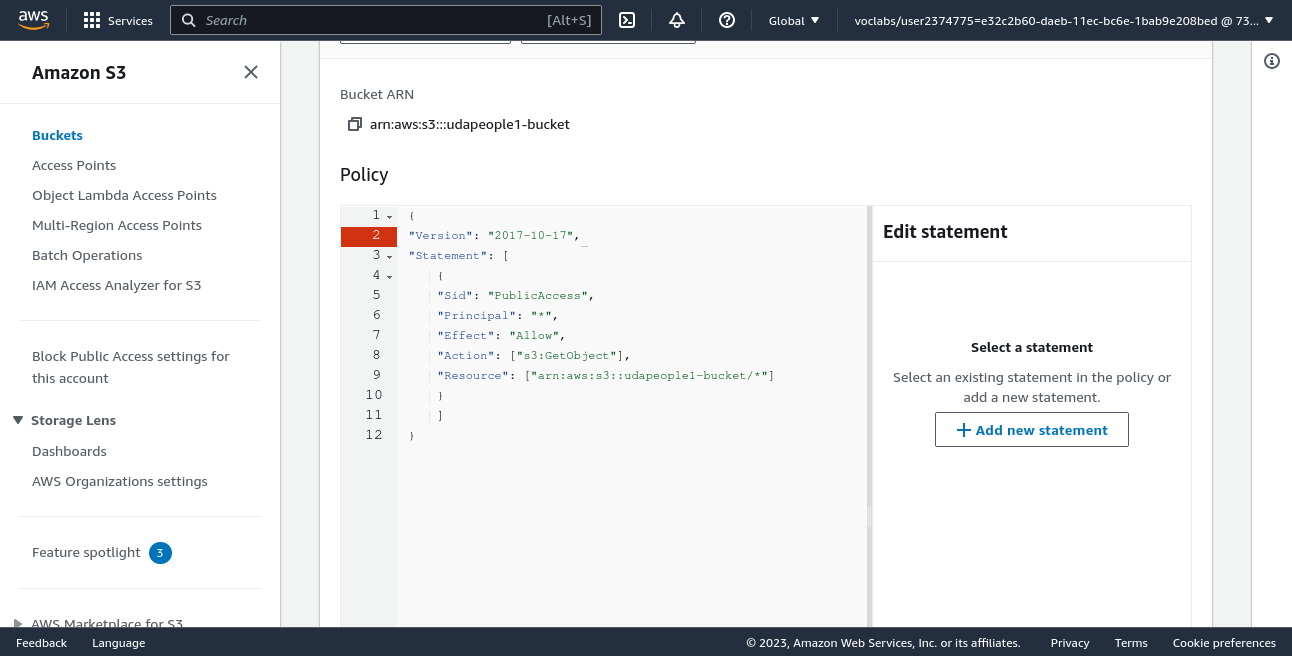 aws Services Search [Alt+S] Global voclabs/user2374775=e32c2b60-daeb-11ec-bc6e-1bab9e208bed @ 73...
Amazon S3
Buckets
Access Points
Object Lambda Access Points
Multi-Region Access Points
Batch Operations
IAM Access Analyzer for S3
Block Public Access settings for
this account
Storage Lens
Dashboards
AWS Organizations settings
Feature spotlight 3
AWS Marketplace for S3
Bucket ARN
arn:aws:s3:::udapeople1-bucket
Policy
1 {
2 "Version": "2017-10-17",_
3 "Statement": [
4 {
5 "Sid": "PublicAccess",
6 "Principal": "*",
7 "Effect": "Allow",
8 "Action": ["s3:GetObject"],
9 "Resource": ["arn:aws:s3::udapeople1-bucket/*"]
10 }
11 ]
12 }
Edit statement
Select a statement
Select an existing statement in the policy or
add a new statement.
+ Add new statement
Feedback Language © 2023, Amazon Web Services, Inc. or its affiliates. Privacy Terms Cookie preferences